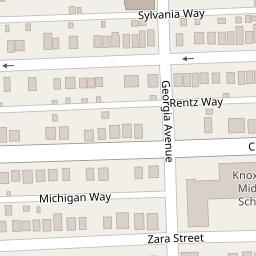 Sylvania Way
Rentz Way
Georgia Avenue
C
Knox
Mid
Sch
Michigan Way
Zara Street